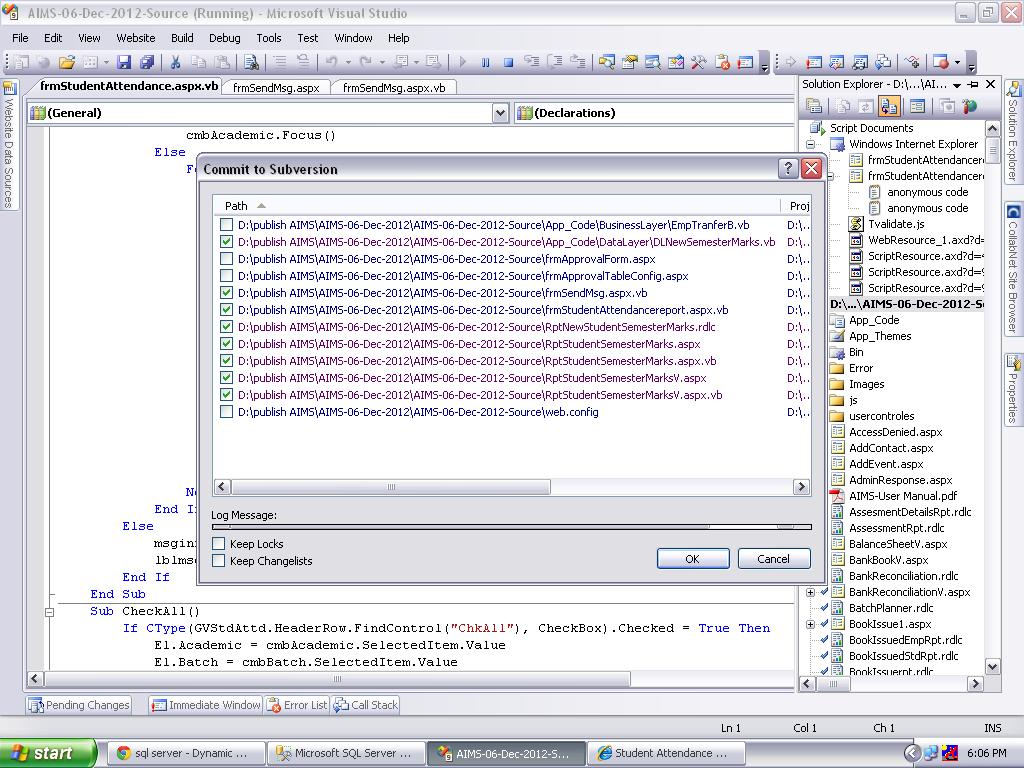 AIMS-06-Dec-2012-Source (Running) - Microsoft Visual Studio
File Edit View Website Build Debug Tools Test Window Help
frmStudentAttendance.aspx.vb frmSendMsg.aspx frmSendMsg.aspx.vb
(General) (Declarations)
cmbAcademic.Focus()
Else
Commit to Subversion
Path Proj
D:\publish AIMS\AIMS-06-Dec-2012\AIMS-06-Dec-2012-Source\App_Code\BusinessLayer\EmpTranferB.vb D:\..
D:\publish AIMS\AIMS-06-Dec-2012\AIMS-06-Dec-2012-Source\App_Code\DataLayer\DLNewSemesterMarks.vb D:\..
D:\publish AIMS\AIMS-06-Dec-2012\AIMS-06-Dec-2012-Source\frmApprovalForm.aspx D:\..
D:\publish AIMS\AIMS-06-Dec-2012\AIMS-06-Dec-2012-Source\frmApprovalTableConfig.aspx D:\..
D:\publish AIMS\AIMS-06-Dec-2012\AIMS-06-Dec-2012-Source\frmSendMsg.aspx.vb D:\..
D:\publish AIMS\AIMS-06-Dec-2012\AIMS-06-Dec-2012-Source\frmStudentAttendancereport.aspx.vb D:\..
D:\publish AIMS\AIMS-06-Dec-2012\AIMS-06-Dec-2012-Source\RptNewStudentSemesterMarks.rdlc D:\..
D:\publish AIMS\AIMS-06-Dec-2012\AIMS-06-Dec-2012-Source\RptStudentSemesterMarks.aspx D:\..
D:\publish AIMS\AIMS-06-Dec-2012\AIMS-06-Dec-2012-Source\RptStudentSemesterMarks.aspx.vb D:\..
D:\publish AIMS\AIMS-06-Dec-2012\AIMS-06-Dec-2012-Source\RptStudentSemesterMarksV.aspx D:\..
D:\publish AIMS\AIMS-06-Dec-2012\AIMS-06-Dec-2012-Source\RptStudentSemesterMarksV.aspx.vb D:\..
D:\publish AIMS\AIMS-06-Dec-2012\AIMS-06-Dec-2012-Source\web.config D:\..
Log Message:
Keep Locks
Keep Changelists
OK Cancel
End If
Else
msgin
lblms
End If
End Sub
Sub CheckAll()
If CType(GVStdAttd.HeaderRow.FindControl("ChkAll"), CheckBox).Checked = True Then
El.Academic = cmbAcademic.SelectedItem.Value
El.Batch = cmbBatch.SelectedItem.Value
Solution Explorer - D:\...\AI...
Script Documents
Windows Internet Explorer
frmStudentAttendancere
frmStudentAttendancere
anonymous code
anonymous code
Tvalidate.js
WebResource_1.axd?d=
ScriptResource.axd?d=4
ScriptResource.axd?d=9
ScriptResource.axd?d=9
D:\...\AIMS-06-Dec-2012-S
App_Code
App_Themes
Bin
Error
Images
js
usercontroles
AccessDenied.aspx
AddContact.aspx
AddEvent.aspx
AdminResponse.aspx
AIMS-User Manual.pdf
AssesmentDetailsRpt.rdlc
AssessmentRpt.rdlc
BalanceSheetV.aspx
BankBookV.aspx
BankReconciliation.rdlc
BankReconciliationV.aspx
BatchPlanner.rdlc
BookIssue1.aspx
BookIssuedEmpRpt.rdlc
BookIssuedStdRpt.rdlc
BookIssuernt.rdlc
Website Data Sources
Solution Explorer
CollabNet Site Browser
Properties
Pending Changes Immediate Window Error List Call Stack
Ln 1 Col 1 Ch 1 INS
start sql server - Dynamic ... Microsoft SQL Server ... AIMS-06-Dec-2012-S... Student Attendance ... 6:06 PM